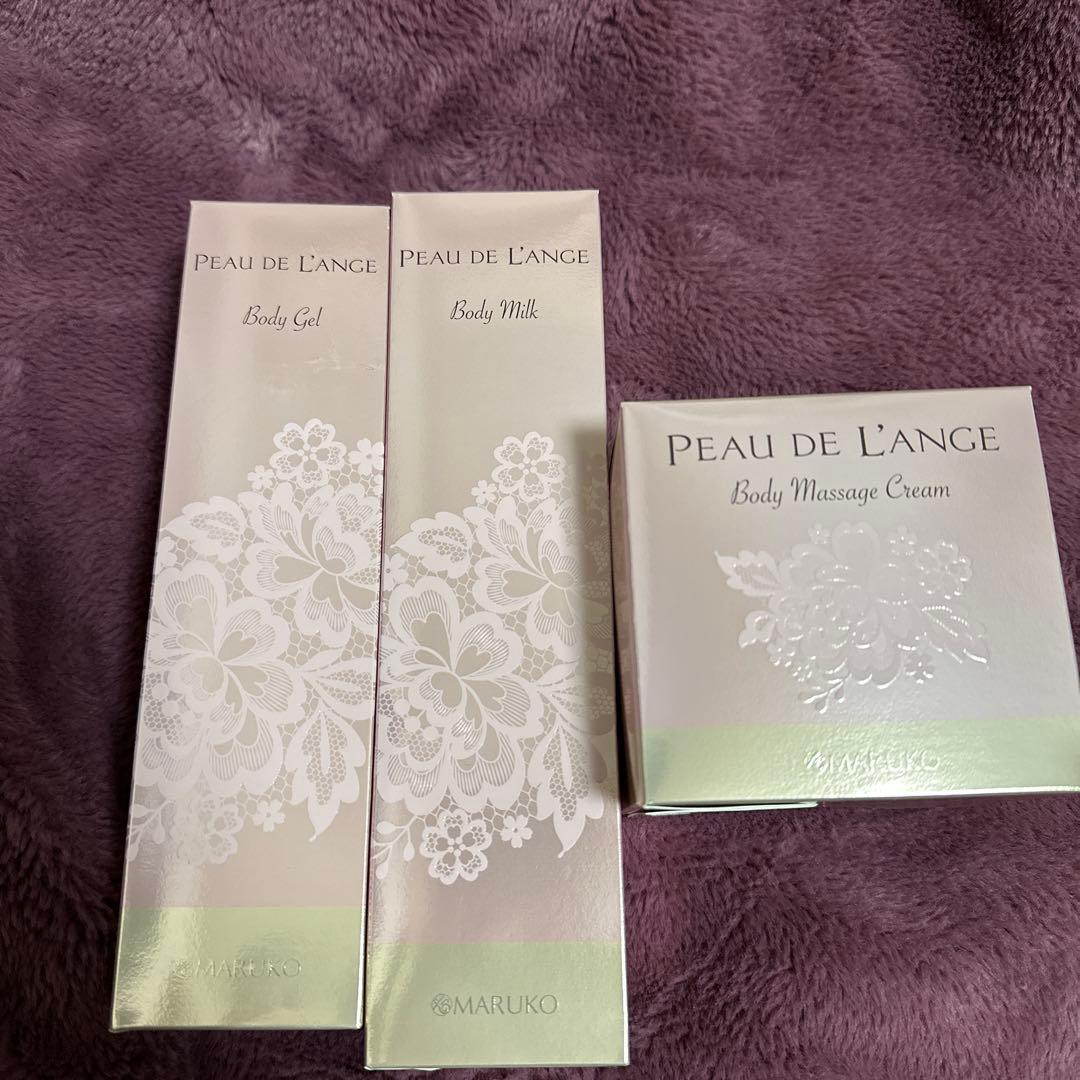 PEAU DE L'ANGE
Body Gel
MARUKO
PEAU DE L'ANGE
Body Milk
MARUKO
PEAU DE L'ANGE
Body Massage Cream
MARUKO